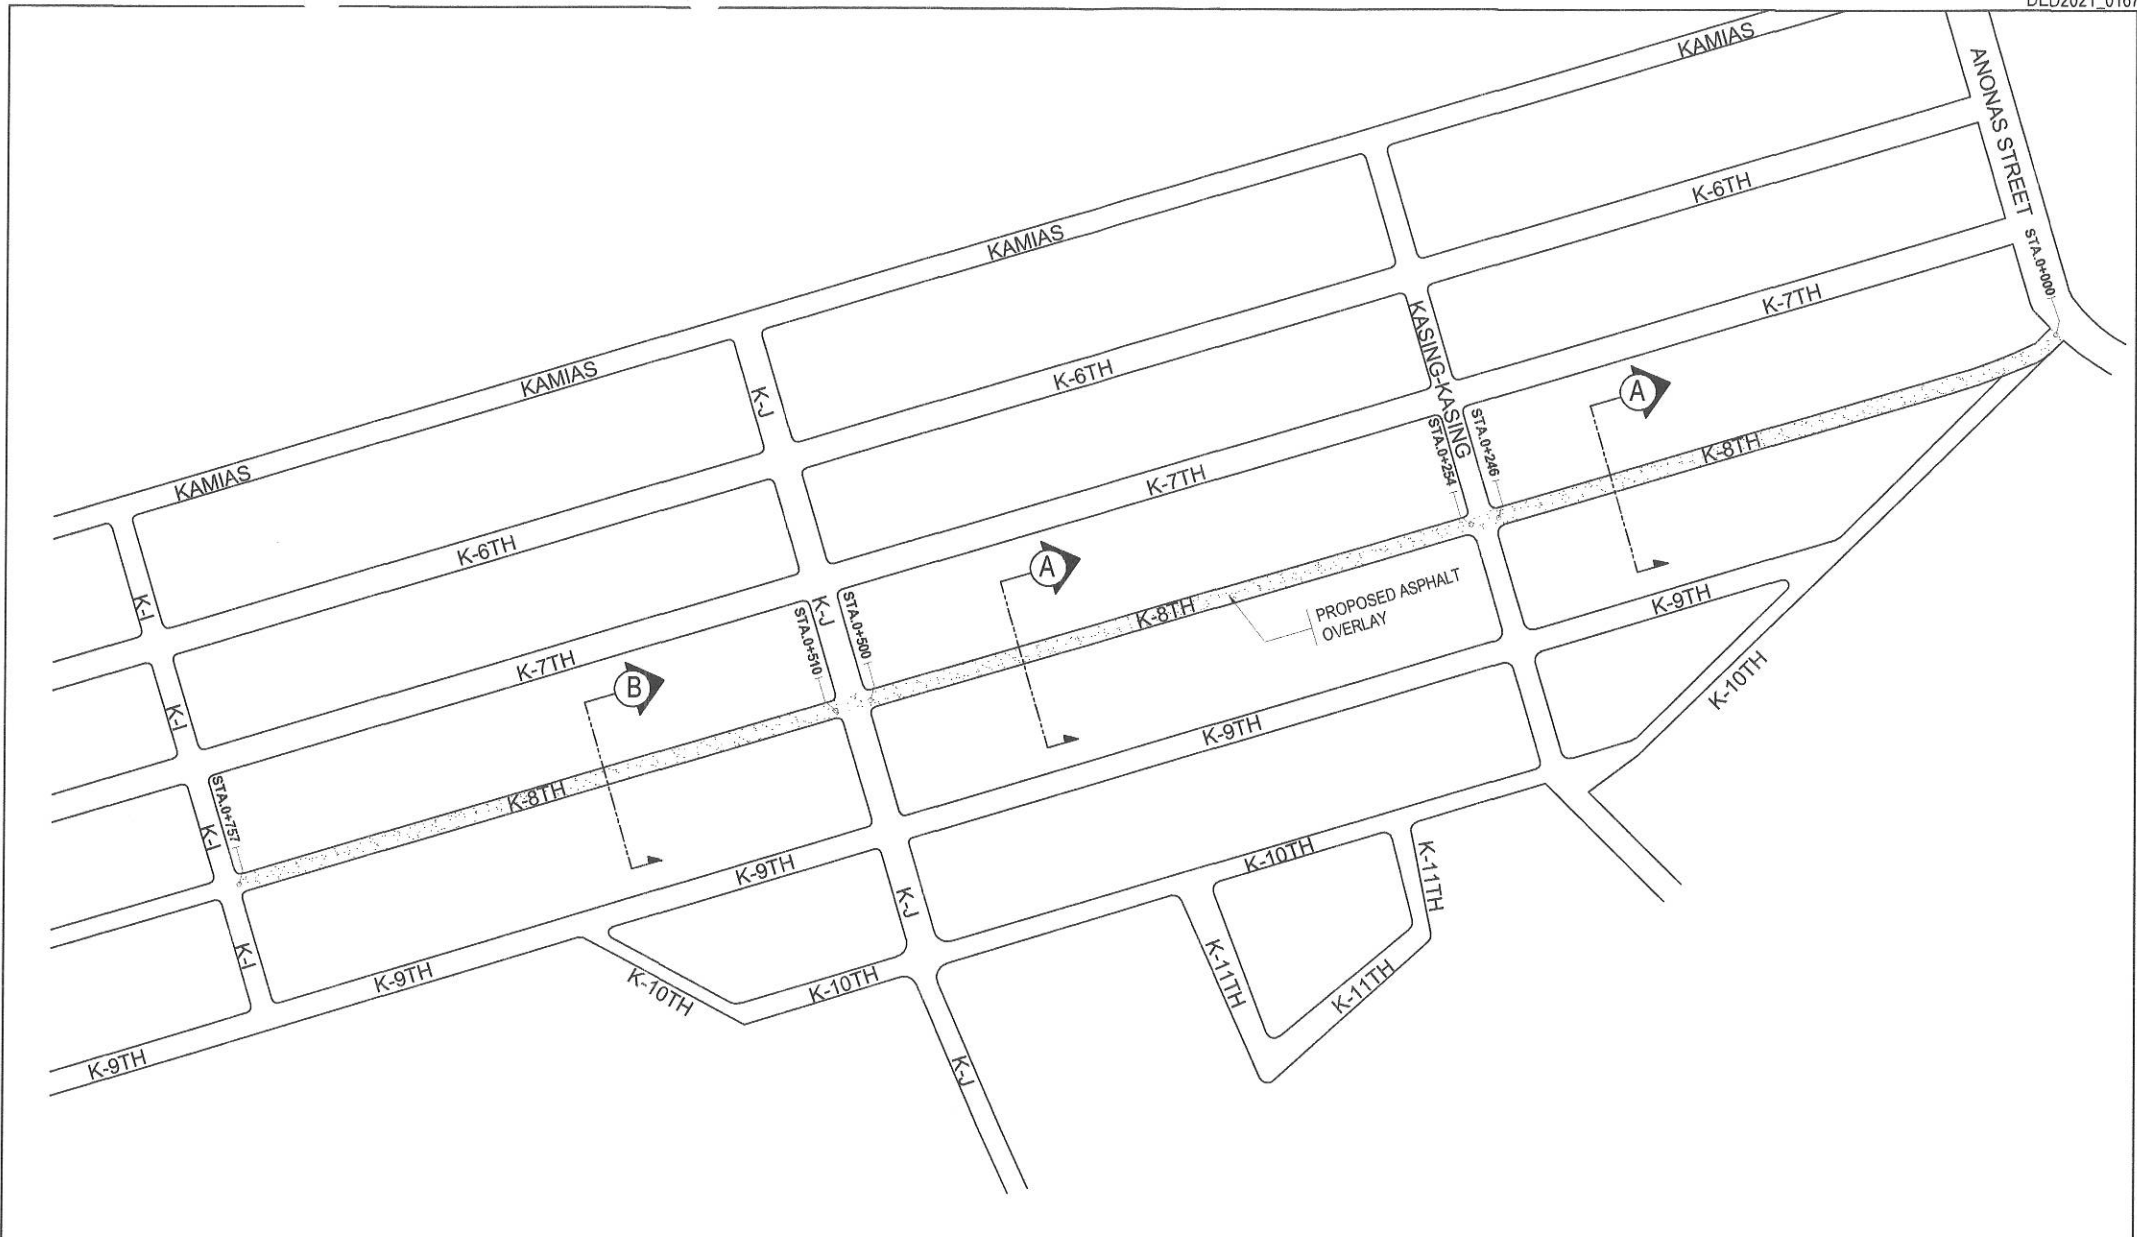 KAMIAS
ANONAS STREET
K-6TH
KAMIAS
STA.0+000
K-7TH
KASING-KASING
K-6TH
KAMIAS
K-J
A
STA.0+246
STA.0+254
K-8TH
K-7TH
KAMIAS
K-6TH
A
K-8TH
PROPOSED ASPHALT
OVERLAY
K-9TH
K-10TH
K-I
K-J
STA.0+500
STA.0+510
K-7TH
B
K-9TH
K-I
STA.0+757
K-8TH
K-I
K-9TH
K-10TH
K-11TH
K-J
K-I
K-9TH
K-10TH
K-10TH
K-11TH
K-11TH
K-9TH
K-J